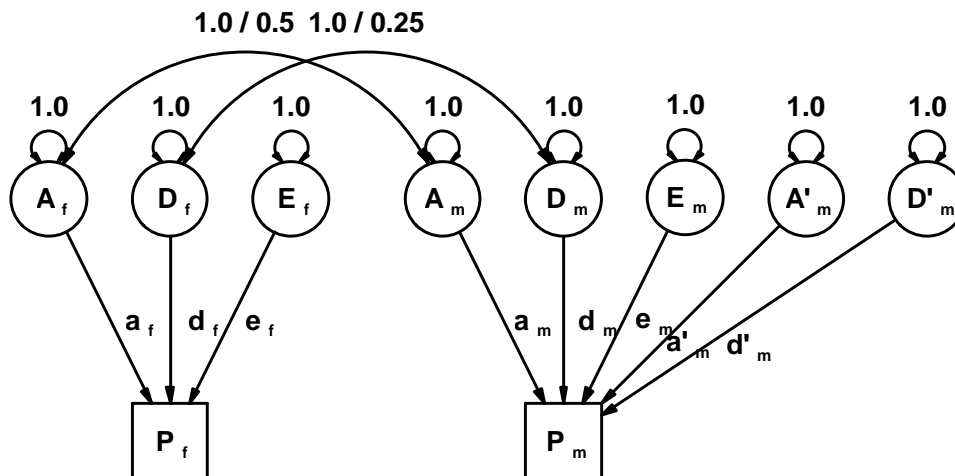 1.0 / 0.5 1.0 / 0.25
1.0 1.0 1.0 1.0 1.0 1.0 1.0 1.0
A f D f E f A m D m E m A' m D' m
a f d f e f a m d m e m a' m d' m
P f P m